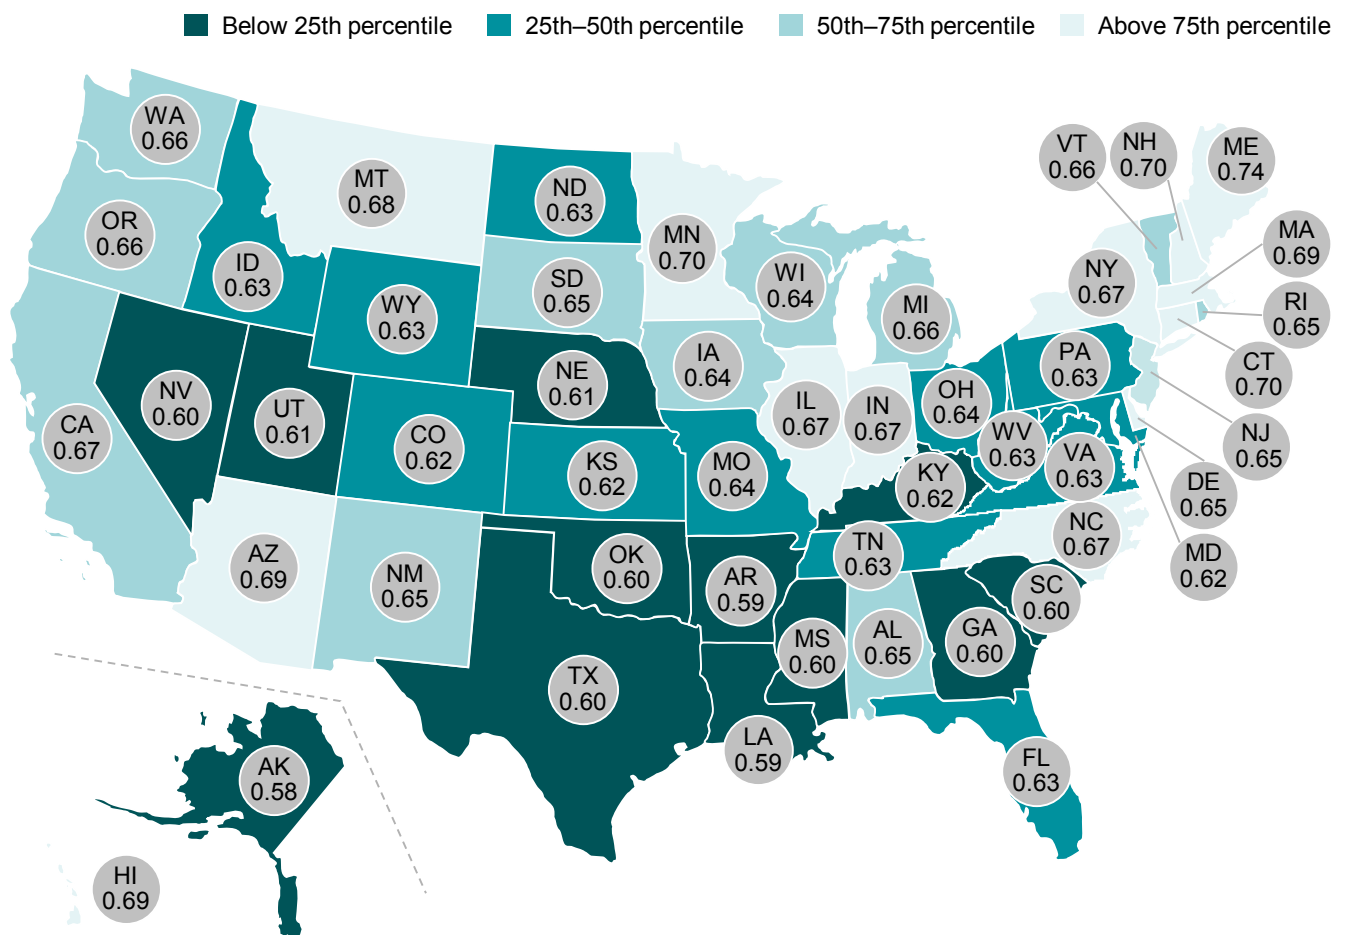 Below 25th percentile 25th–50th percentile 50th–75th percentile Above 75th percentile
WA
0.66
MT
0.68
ND
0.63
VT
0.66
NH
0.70
ME
0.74
OR
0.66
ID
0.63
MN
0.70
MA
0.69
WY
0.63
SD
0.65
WI
0.64
MI
0.66
NY
0.67
RI
0.65
NV
0.60
UT
0.61
NE
0.61
IA
0.64
PA
0.63
CT
0.70
CA
0.67
CO
0.62
KS
0.62
MO
0.64
IL
0.67
IN
0.67
OH
0.64
WV
0.63
VA
0.63
NJ
0.65
KY
0.62
DE
0.65
AZ
0.69
NM
0.65
OK
0.60
AR
0.59
TN
0.63
NC
0.67
MD
0.62
TX
0.60
MS
0.60
AL
0.65
GA
0.60
SC
0.60
LA
0.59
FL
0.63
AK
0.58
HI
0.69